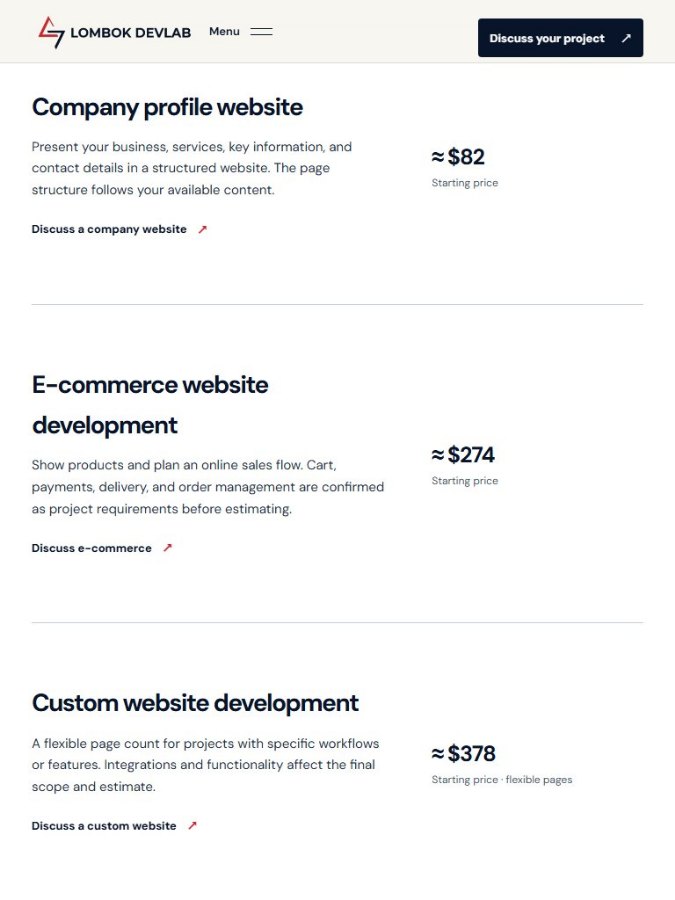 LOMBOK DEVLAB
Menu
Discuss your project ↗
Company profile website
Present your business, services, key information, and
contact details in a structured website. The page
structure follows your available content.
Discuss a company website ↗
≈ $82
Starting price
E-commerce website
development
Show products and plan an online sales flow. Cart,
payments, delivery, and order management are confirmed
as project requirements before estimating.
Discuss e-commerce ↗
≈ $274
Starting price
Custom website development
A flexible page count for projects with specific workflows
or features. Integrations and functionality affect the final
scope and estimate.
Discuss a custom website ↗
≈ $378
Starting price · flexible pages